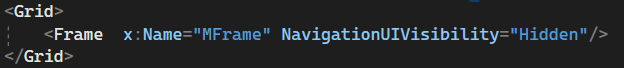 <Grid>
<Frame x:Name="MFrame" NavigationUIVisibility="Hidden"/>
</Grid>